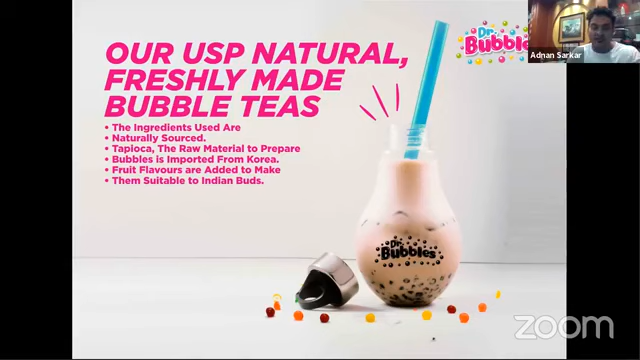 OUR USP NATURAL,
FRESHLY MADE
BUBBLE TEAS
• The Ingredients Used Are
• Naturally Sourced.
• Tapioca, The Raw Material to Prepare
• Bubbles is Imported From Korea.
• Fruit Flavours are Added to Make
• Them Suitable to Indian Buds.
Dr.
Bubbles
Adnan Sarkar
Dr.
Bubbles
zoom